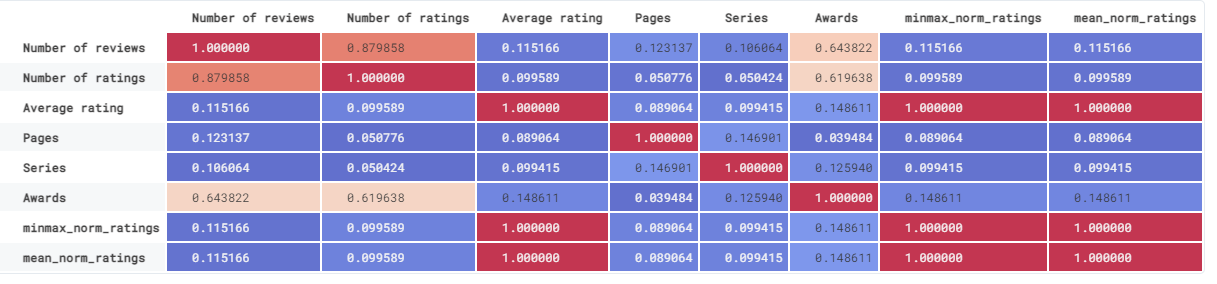 Number of reviews Number of ratings Average rating Pages Series Awards minmax_norm_ratings mean_norm_ratings
Number of reviews 1.000000 0.879858 0.115166 0.123137 0.106064 0.643822 0.115166 0.115166
Number of ratings 0.879858 1.000000 0.099589 0.050776 0.050424 0.619638 0.099589 0.099589
Average rating 0.115166 0.099589 1.000000 0.089064 0.099415 0.148611 1.000000 1.000000
Pages 0.123137 0.050776 0.089064 1.000000 0.146901 0.039484 0.089064 0.089064
Series 0.106064 0.050424 0.099415 0.146901 1.000000 0.125940 0.099415 0.099415
Awards 0.643822 0.619638 0.148611 0.039484 0.125940 1.000000 0.148611 0.148611
minmax_norm_ratings 0.115166 0.099589 1.000000 0.089064 0.099415 0.148611 1.000000 1.000000
mean_norm_ratings 0.115166 0.099589 1.000000 0.089064 0.099415 0.148611 1.000000 1.000000